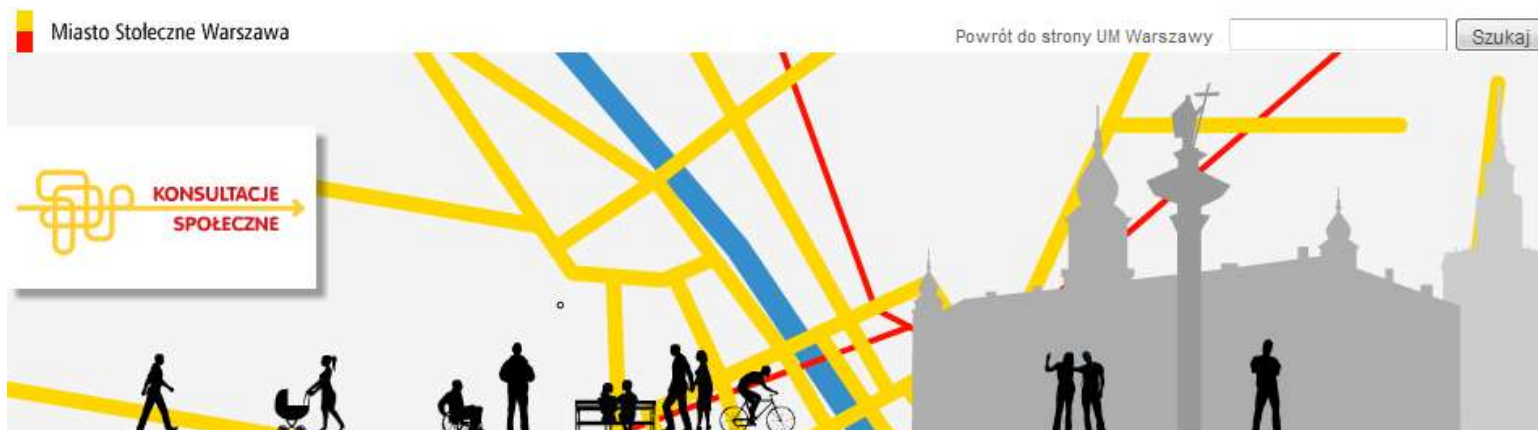 Miasto Stołeczne Warszawa
Powrót do strony UM Warszawy
Szukaj
KONSULTACJE
SPOŁECZNE